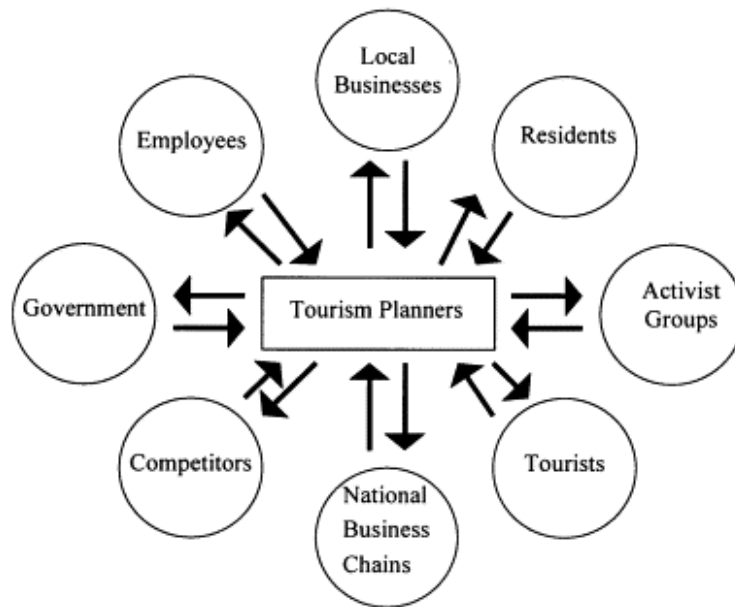 Local
Businesses
Employees
Residents
Government
Tourism Planners
Activist
Groups
Competitors
Tourists
National
Business
Chains